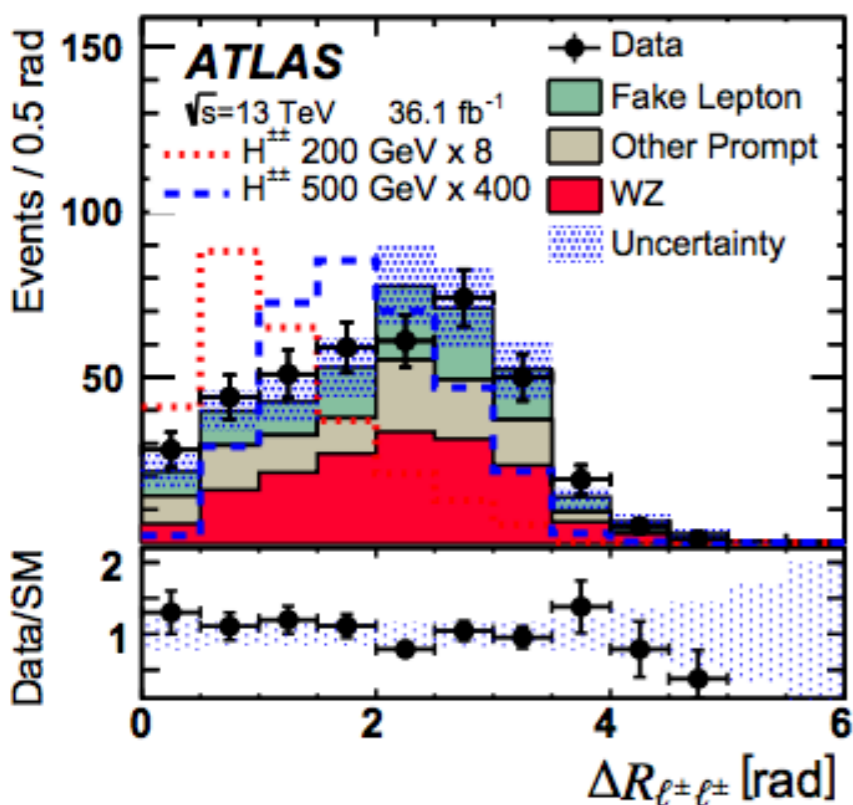 Events / 0.5 rad
150
100
50
ATLAS
√s=13 TeV 36.1 fb⁻¹
H±± 200 GeV x 8
H±± 500 GeV x 400
Data
Fake Lepton
Other Prompt
WZ
Uncertainty
Data/SM
2
1
0 2 4 6
ΔRℓ±ℓ± [rad]